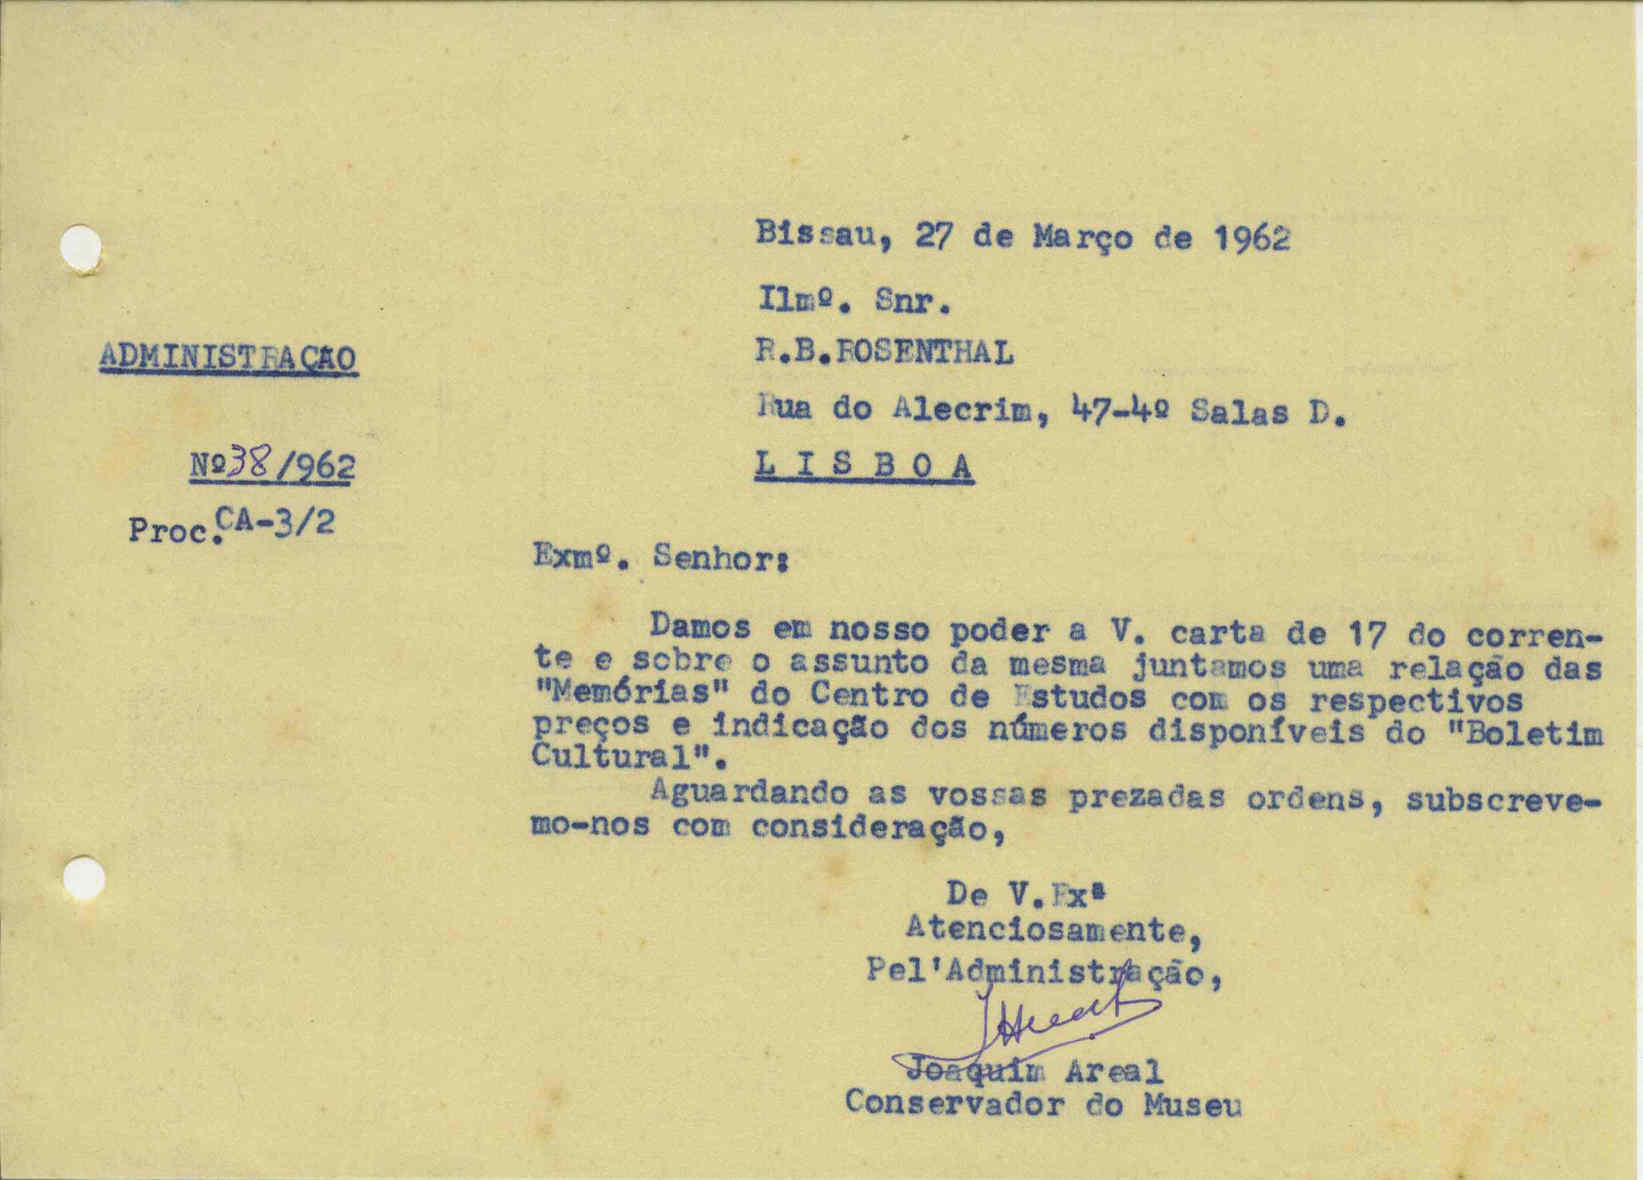 Bissau, 27 de Março de 1962
Ilmº. Snr.
ADMINISTRAÇÃO
R.B.ROSENTHAL
Rua do Alecrim, 47-4º Salas D.
Nº38/962
L I S B O A
Proc.CA-3/2
Exmº. Senhor:
Damos em nosso poder a V. carta de 17 do corren-
te e sobre o assunto da mesma juntamos uma relação das
"Memórias" do Centro de Estudos com os respectivos
preços e indicação dos números disponíveis do "Boletim
Cultural".
Aguardando as vossas prezadas ordens, subscreve-
mo-nos com consideração,
De V.Exª
Atenciosamente,
Pel'Administração,
Joaquim Areal
Conservador do Museu